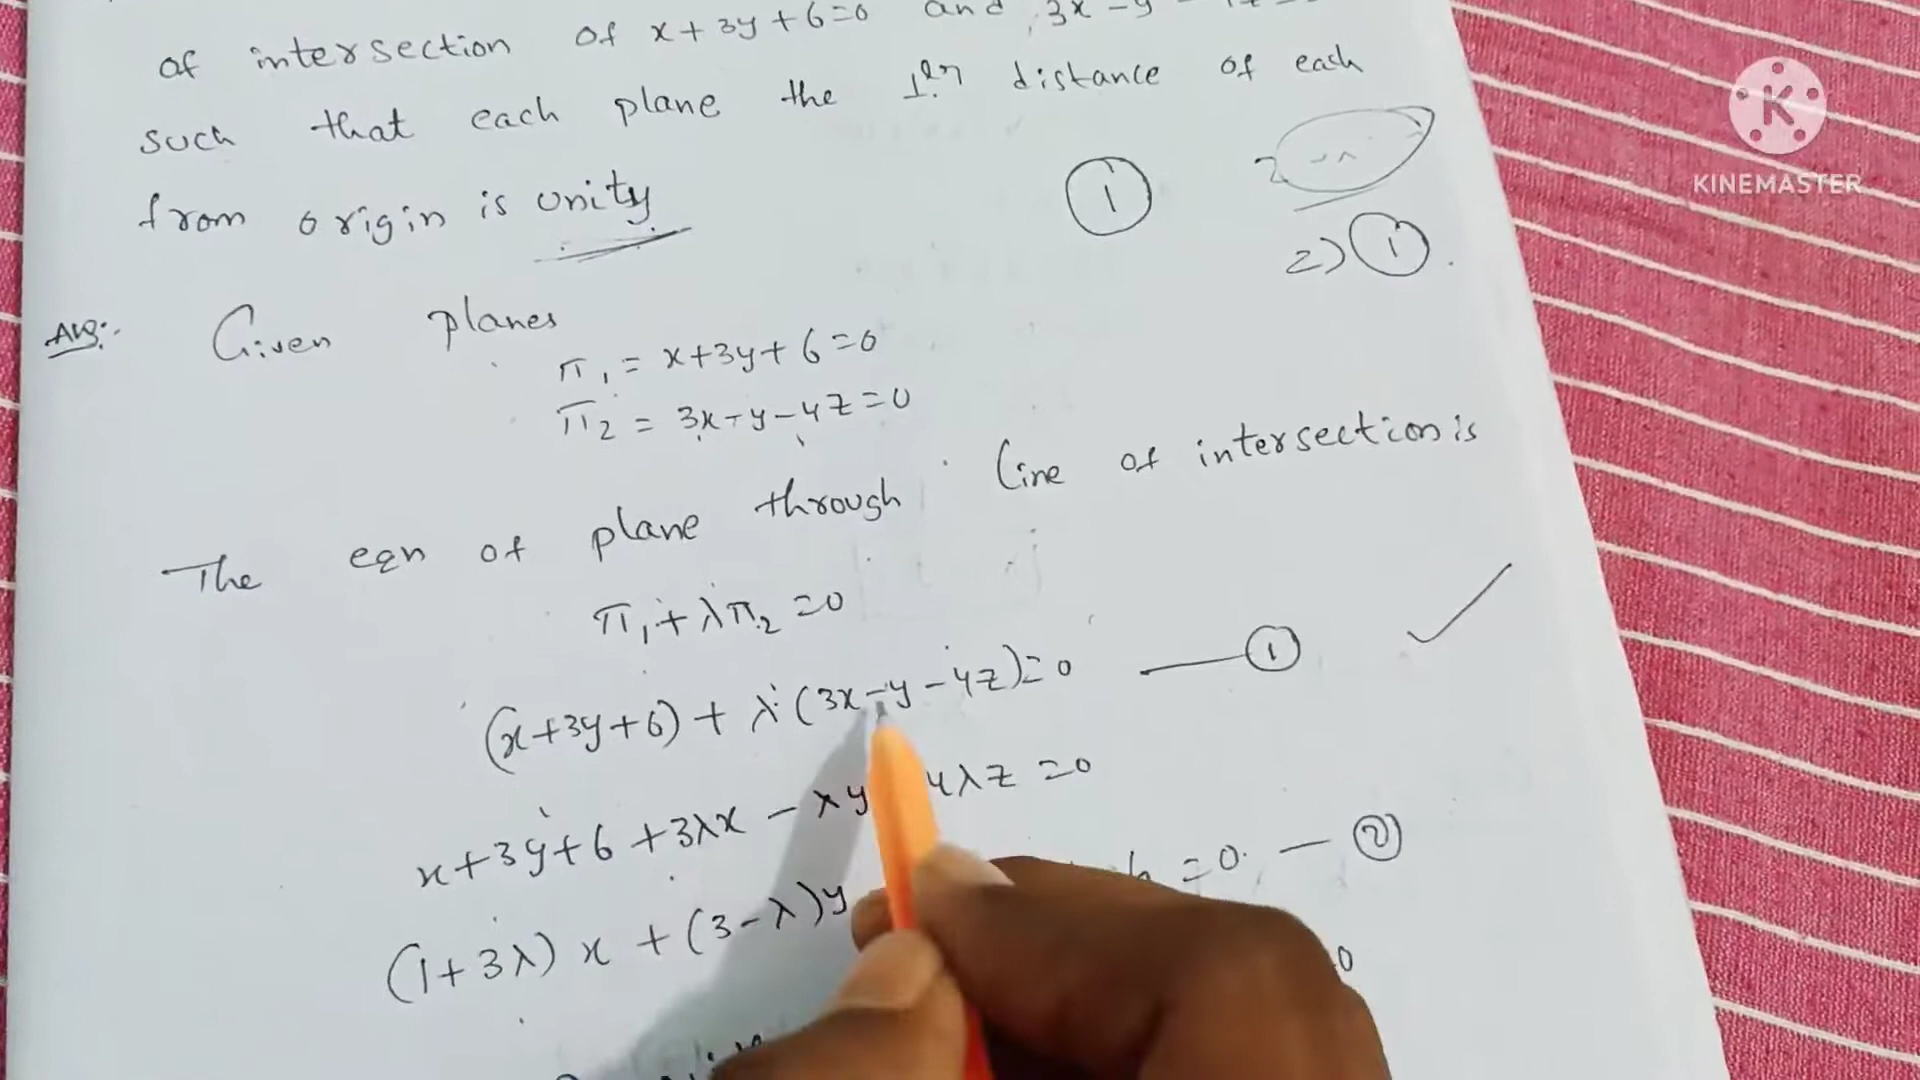 of intersection of x+3y+6=0 and 3x-y
such that each plane the ⊥er distance of each
from origin is unity
1
2) 1
KINEMASTER
Ans:- Given planes
π1 = x+3y+6=0
π2 = 3x-y-4z=0
The eqn of plane through line of intersection is
π1+λπ2=0
(x+3y+6)+λ(3x-y-4z)=0 — 1
x+3y+6+3λx-λy 4λz=0
(1+3λ)x+(3-λ)y 6=0. — 2
0